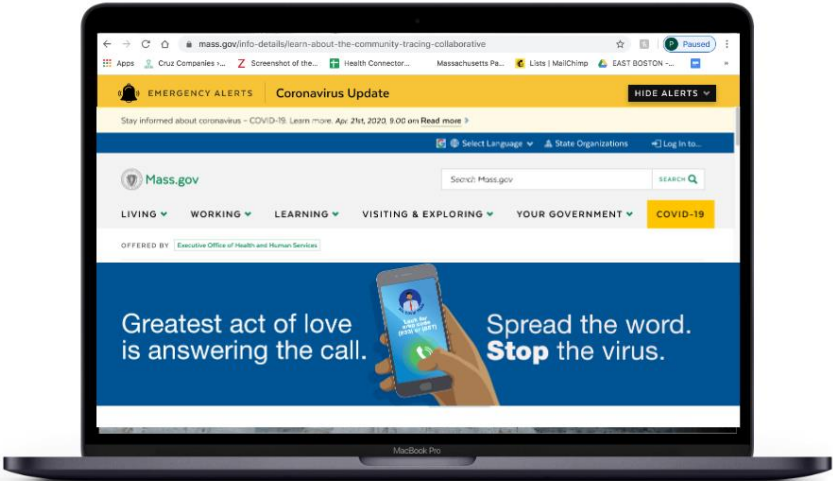 mass.gov/info-details/learn-about-the-community-tracing-collaborative
Paused
Apps Cruz Companies »... Screenshot of the... Health Connector... Massachusetts Pa... Lists | MailChimp EAST BOSTON -... »
EMERGENCY ALERTS Coronavirus Update HIDE ALERTS
Stay informed about coronavirus - COVID-19. Learn more. Apr. 21st, 2020, 9:00 am Read more >
Select Language State Organizations Log In to...
Mass.gov Search Mass.gov SEARCH
LIVING WORKING LEARNING VISITING & EXPLORING YOUR GOVERNMENT COVID-19
OFFERED BY Executive Office of Health and Human Services
Greatest act of love
is answering the call.
Look for
area code
Spread the word.
Stop the virus.
MacBook Pro